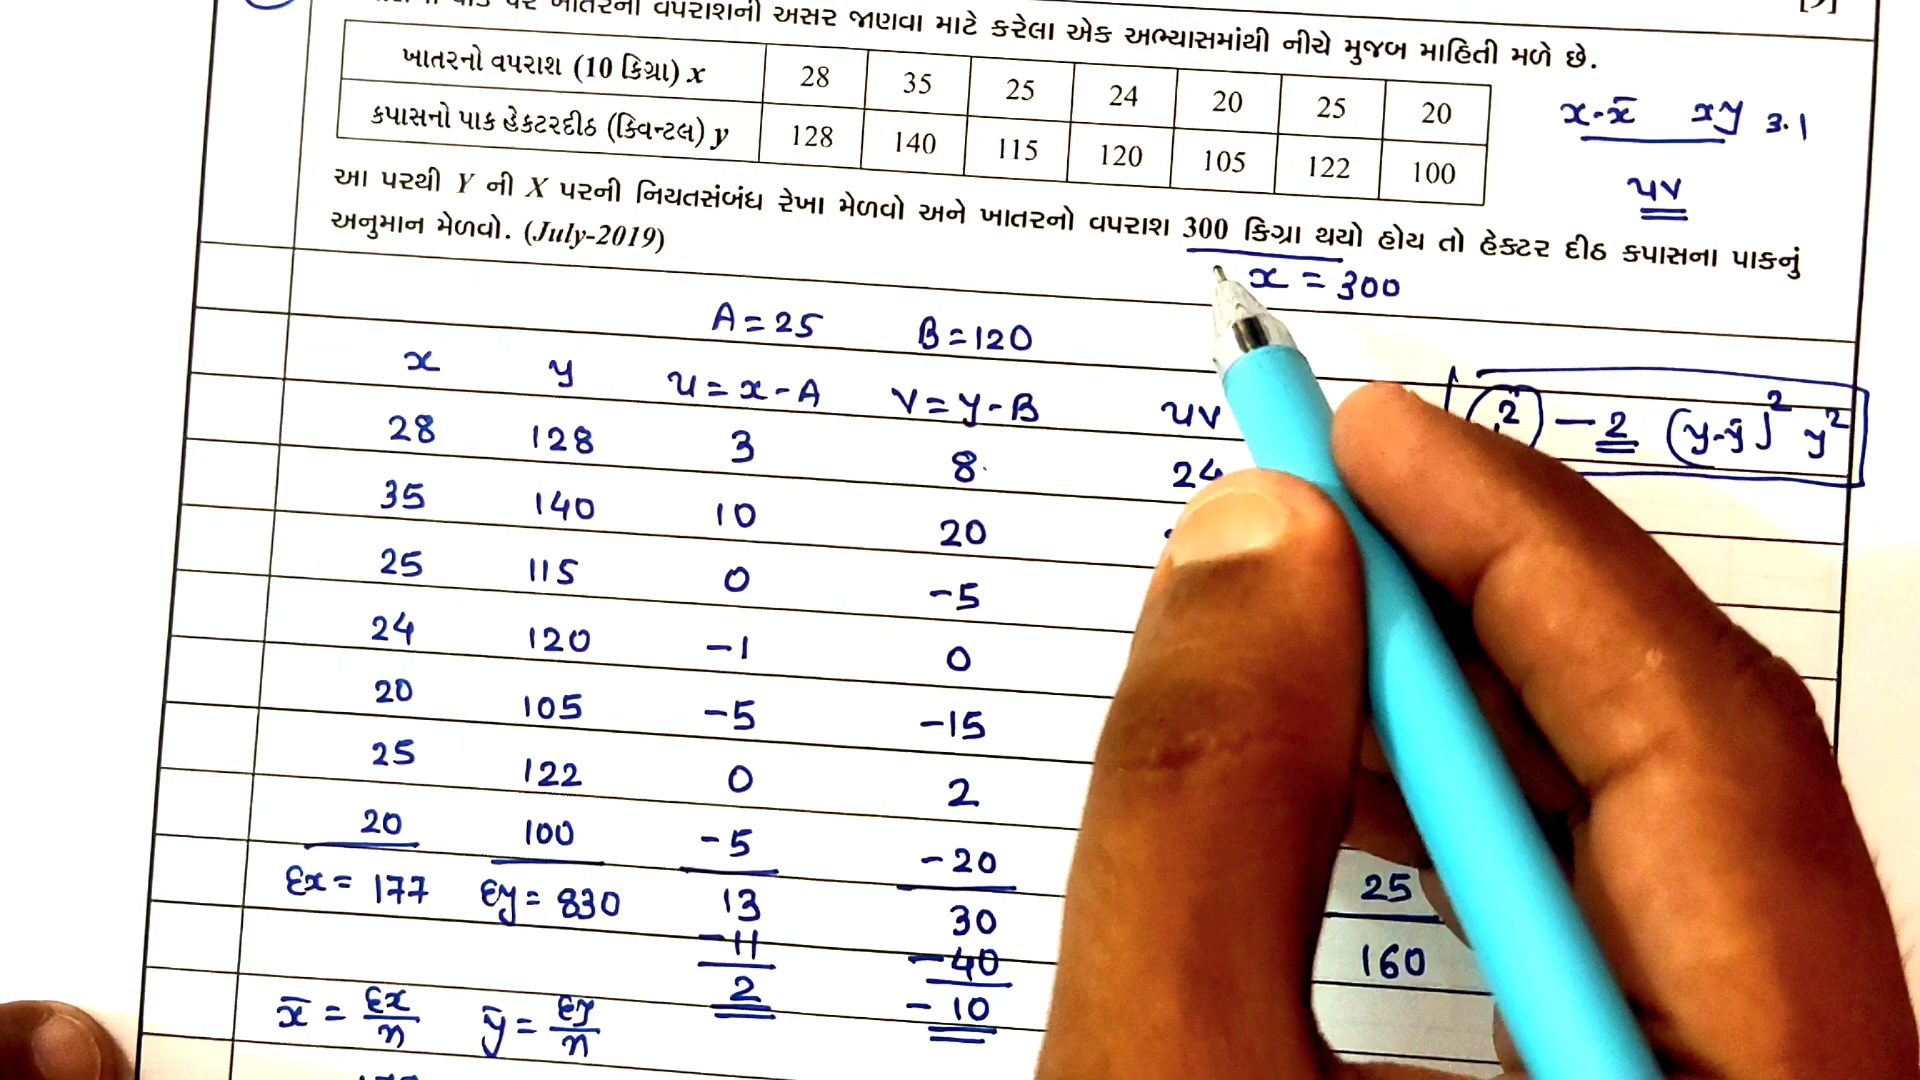 ખાતરના વપરાશની અસર જાણવા માટે કરેલા એક અભ્યાસમાંથી નીચે મુજબ માહિતી મળે છે.
ખાતરનો વપરાશ (10 કિગ્રા) x 28 35 25 24 20 25 20
કપાસનો પાક હેક્ટરદીઠ (ક્વિન્ટલ) y 128 140 115 120 105 122 100
x-x̄ xy 3.1
uv
આ પરથી Y ની X પરની નિયતસંબંધ રેખા મેળવો અને ખાતરનો વપરાશ 300 કિગ્રા થયો હોય તો હેક્ટર દીઠ કપાસના પાકનું
અનુમાન મેળવો. (July-2019)
x = 300
A = 25 B = 120
x y u = x - A v = y - B uv
2 - 2 (y-ȳ)² y²
28 128 3 8 24
35 140 10 20
25 115 0 -5
24 120 -1 0
20 105 -5 -15
25 122 0 2
20 100 -5 -20 25
Σx = 177 Σy = 830 13 30 160
-11 -40
2 -10
x̄ = Σx/n ȳ = Σy/n